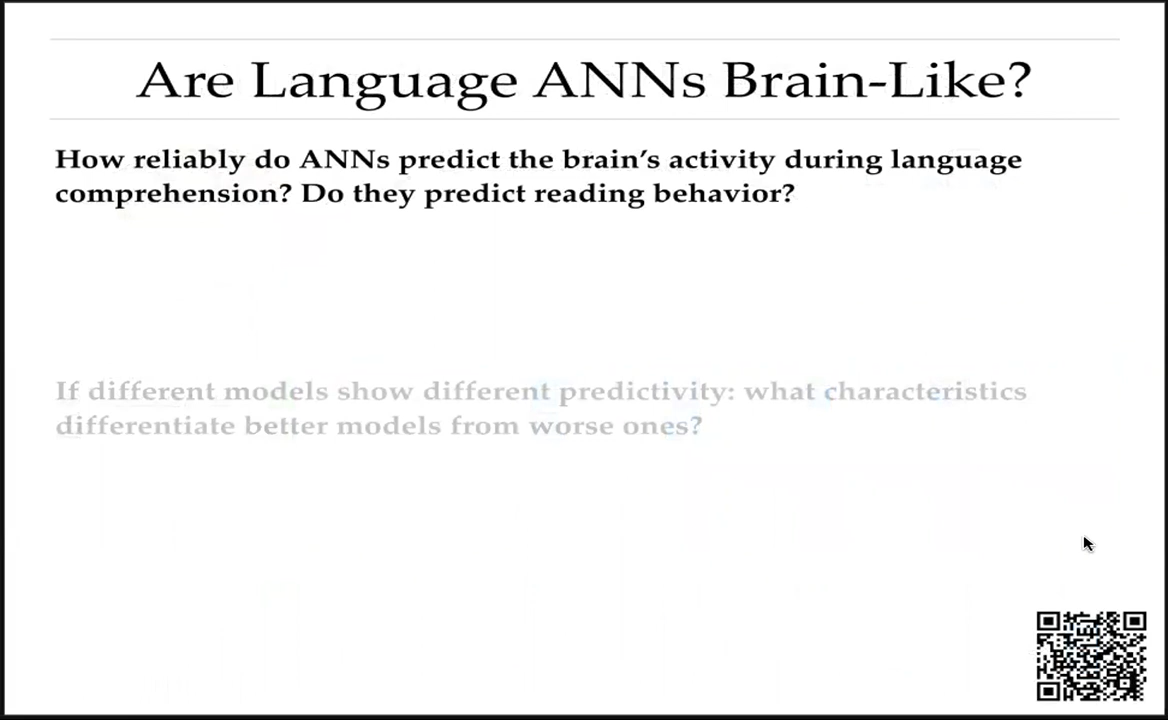 Are Language ANNs Brain-Like?
How reliably do ANNs predict the brain's activity during language
comprehension? Do they predict reading behavior?
If different models show different predictivity: what characteristics
differentiate better models from worse ones?